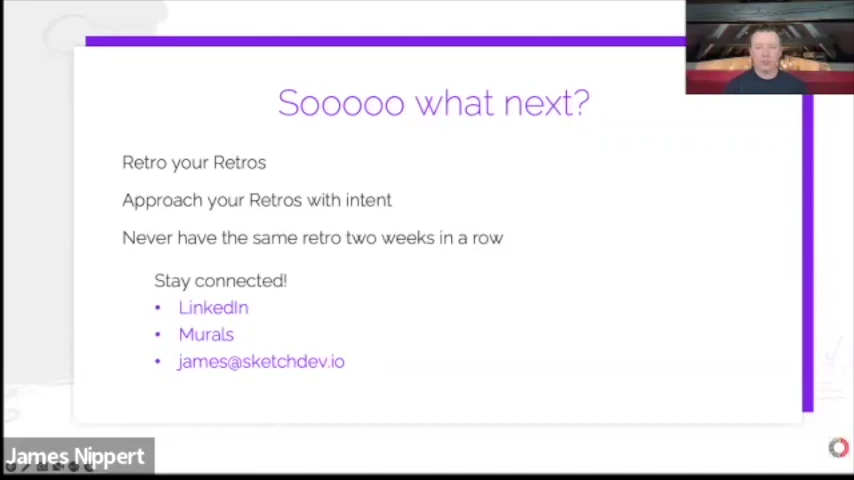 Sooooo what next?
Retro your Retros
Approach your Retros with intent
Never have the same retro two weeks in a row
Stay connected!
• LinkedIn
• Murals
• james@sketchdev.io
James Nippert